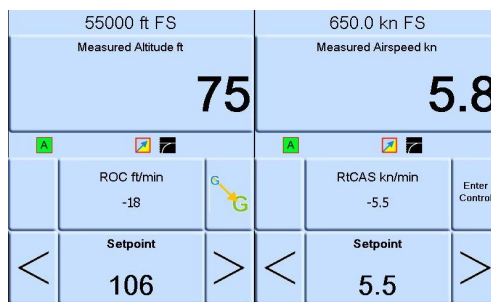 55000 ft FS
650.0 kn FS
Measured Altitude ft
Measured Airspeed kn
75
5.8
A
A
ROC ft/min
-18
G
G
RtCAS kn/min
-5.5
Enter
Control
Setpoint
106
Setpoint
5.5